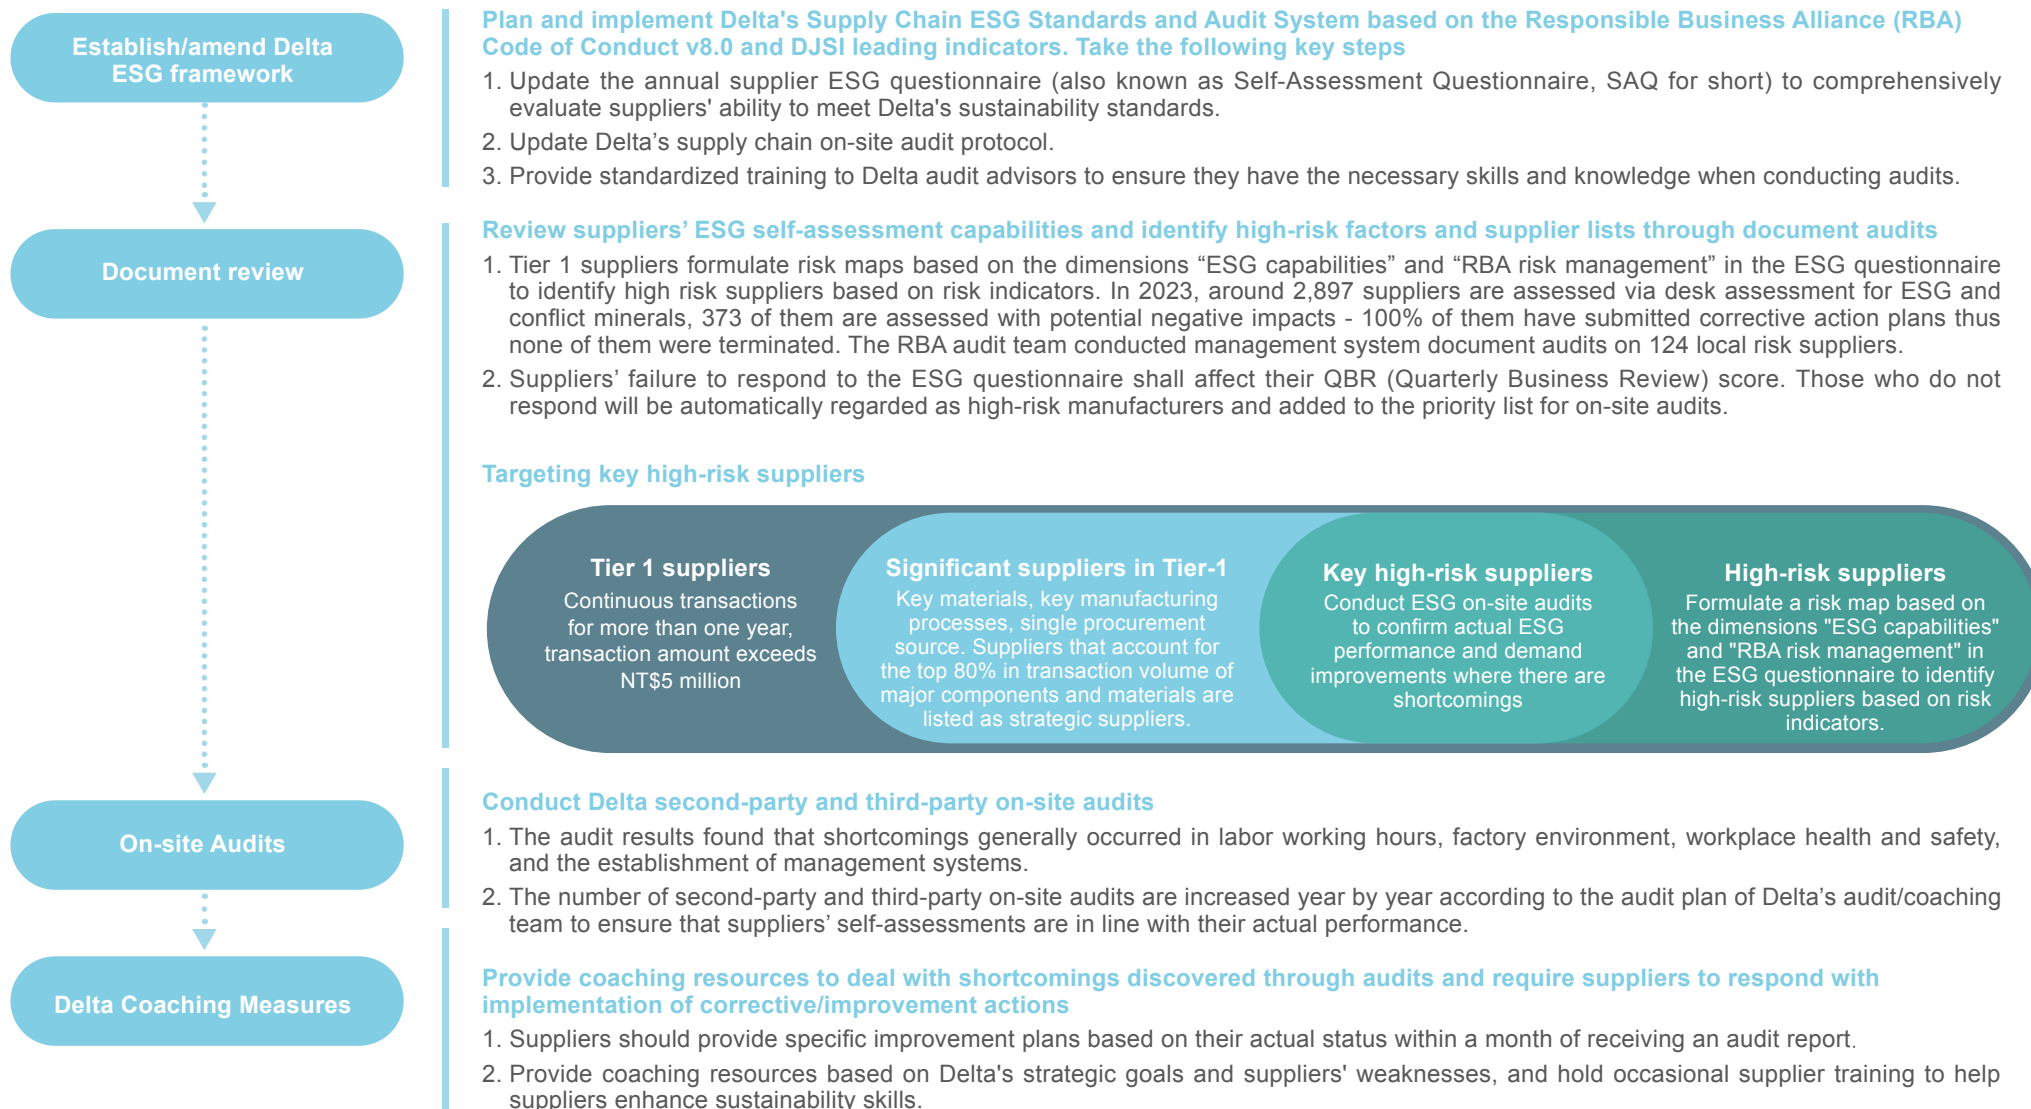 Establish/amend Delta
ESG framework
Plan and implement Delta's Supply Chain ESG Standards and Audit System based on the Responsible Business Alliance (RBA)
Code of Conduct v8.0 and DJSI leading indicators. Take the following key steps
1. Update the annual supplier ESG questionnaire (also known as Self-Assessment Questionnaire, SAQ for short) to comprehensively
evaluate suppliers' ability to meet Delta's sustainability standards.
2. Update Delta’s supply chain on-site audit protocol.
3. Provide standardized training to Delta audit advisors to ensure they have the necessary skills and knowledge when conducting audits.
Document review
Review suppliers’ ESG self-assessment capabilities and identify high-risk factors and supplier lists through document audits
1. Tier 1 suppliers formulate risk maps based on the dimensions “ESG capabilities” and “RBA risk management” in the ESG questionnaire
to identify high risk suppliers based on risk indicators. In 2023, around 2,897 suppliers are assessed via desk assessment for ESG and
conflict minerals, 373 of them are assessed with potential negative impacts - 100% of them have submitted corrective action plans thus
none of them were terminated. The RBA audit team conducted management system document audits on 124 local risk suppliers.
2. Suppliers’ failure to respond to the ESG questionnaire shall affect their QBR (Quarterly Business Review) score. Those who do not
respond will be automatically regarded as high-risk manufacturers and added to the priority list for on-site audits.
Targeting key high-risk suppliers
Tier 1 suppliers
Continuous transactions
for more than one year,
transaction amount exceeds
NT$5 million
Significant suppliers in Tier-1
Key materials, key manufacturing
processes, single procurement
source. Suppliers that account for
the top 80% in transaction volume of
major components and materials are
listed as strategic suppliers.
Key high-risk suppliers
Conduct ESG on-site audits
to confirm actual ESG
performance and demand
improvements where there are
shortcomings
High-risk suppliers
Formulate a risk map based on
the dimensions "ESG capabilities"
and "RBA risk management" in
the ESG questionnaire to identify
high-risk suppliers based on risk
indicators.
On-site Audits
Conduct Delta second-party and third-party on-site audits
1. The audit results found that shortcomings generally occurred in labor working hours, factory environment, workplace health and safety,
and the establishment of management systems.
2. The number of second-party and third-party on-site audits are increased year by year according to the audit plan of Delta’s audit/coaching
team to ensure that suppliers’ self-assessments are in line with their actual performance.
Delta Coaching Measures
Provide coaching resources to deal with shortcomings discovered through audits and require suppliers to respond with
implementation of corrective/improvement actions
1. Suppliers should provide specific improvement plans based on their actual status within a month of receiving an audit report.
2. Provide coaching resources based on Delta's strategic goals and suppliers' weaknesses, and hold occasional supplier training to help
suppliers enhance sustainability skills.